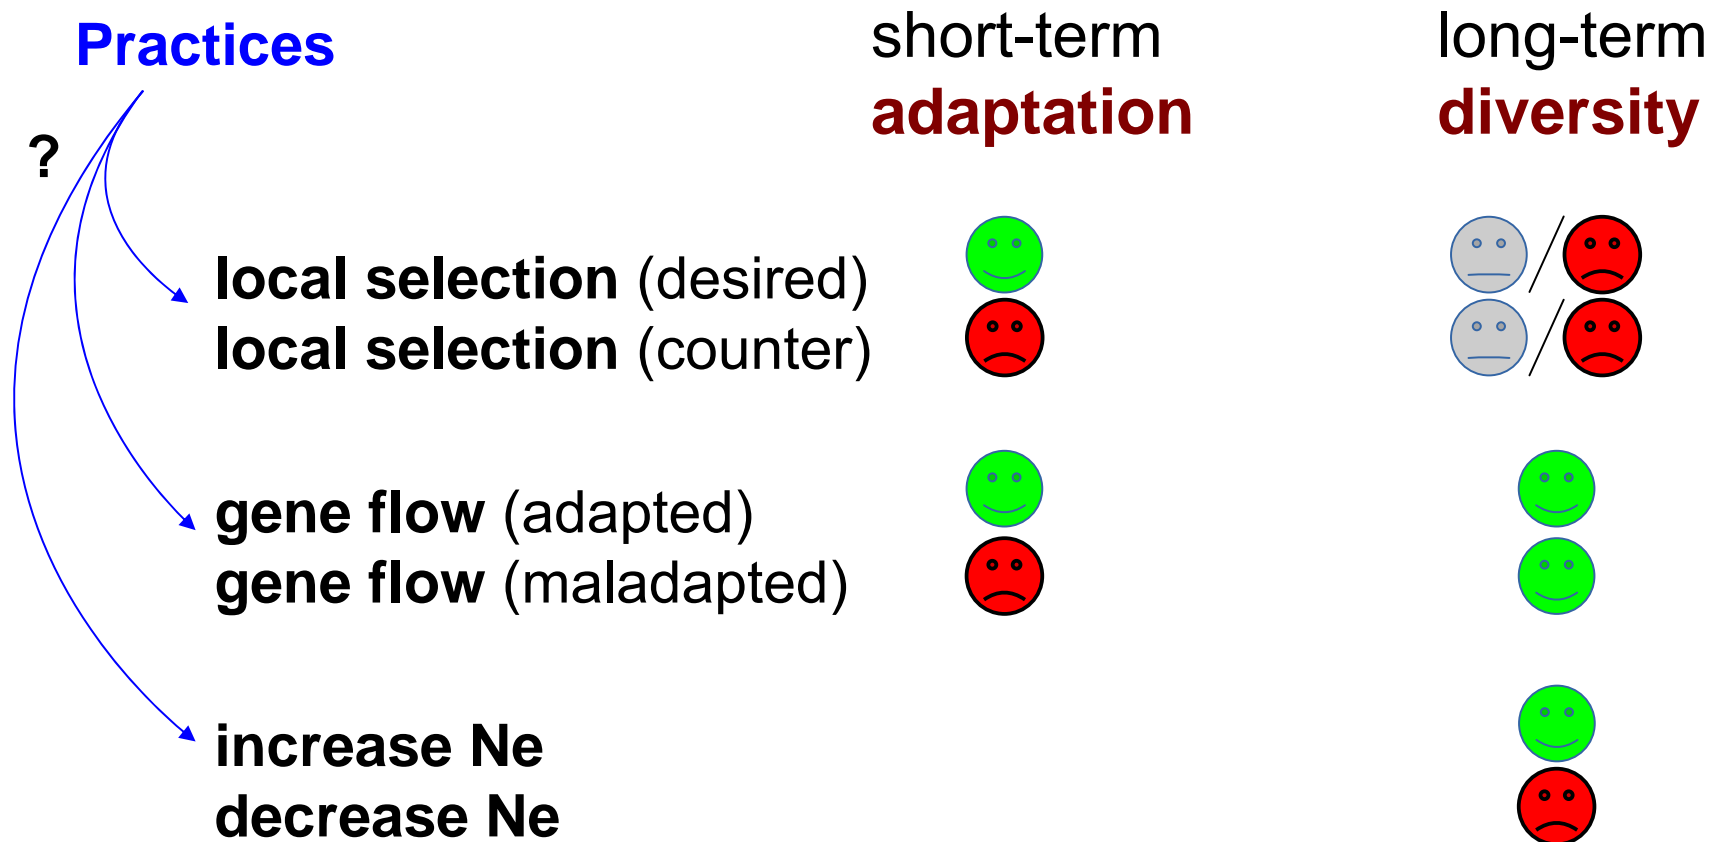 Practices
short-term
long-term
adaptation
diversity
?
local selection (desired)
local selection (counter)
gene flow (adapted)
gene flow (maladapted)
increase Ne
decrease Ne